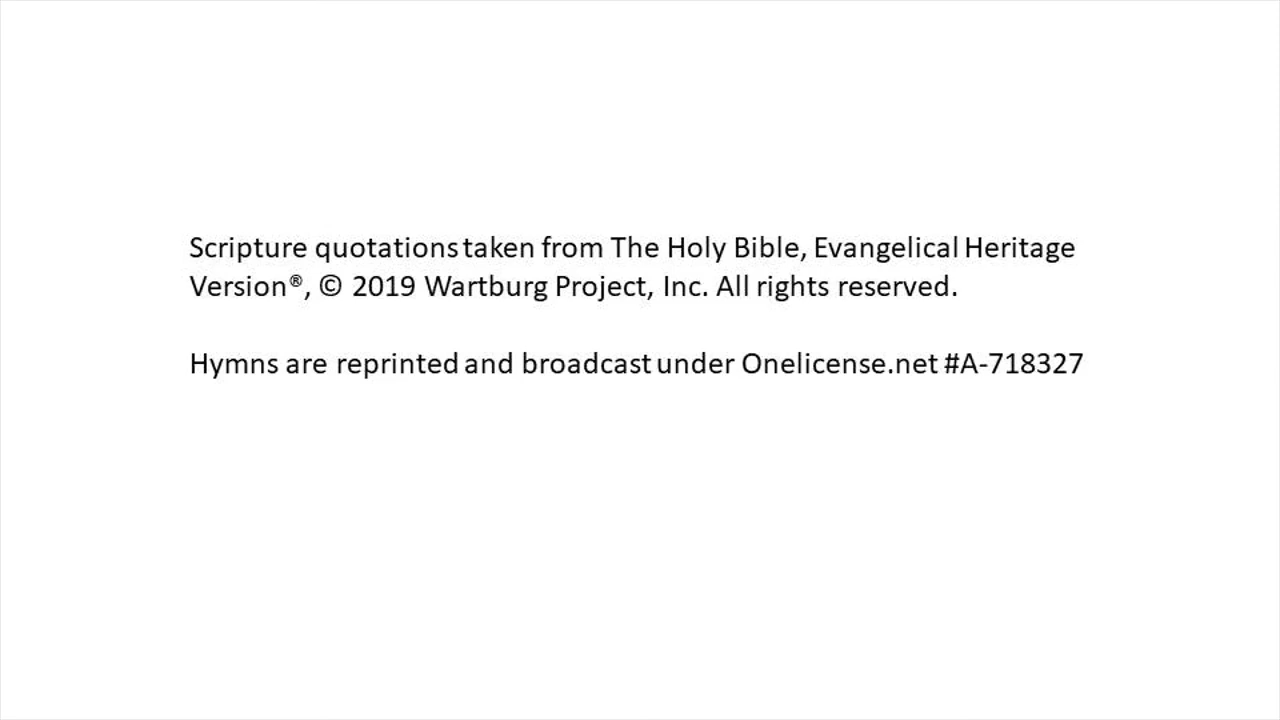 Scripture quotations taken from The Holy Bible, Evangelical Heritage
Version®, © 2019 Wartburg Project, Inc. All rights reserved.
Hymns are reprinted and broadcast under Onelicense.net #A-718327